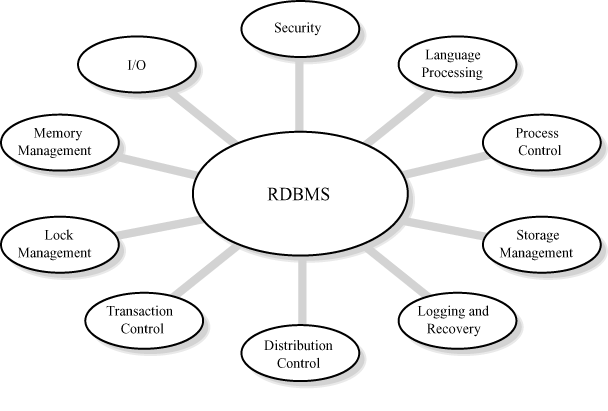 Security
I/O
Language
Processing
Memory
Management
Process
Control
RDBMS
Lock
Management
Storage
Management
Transaction
Control
Logging and
Recovery
Distribution
Control